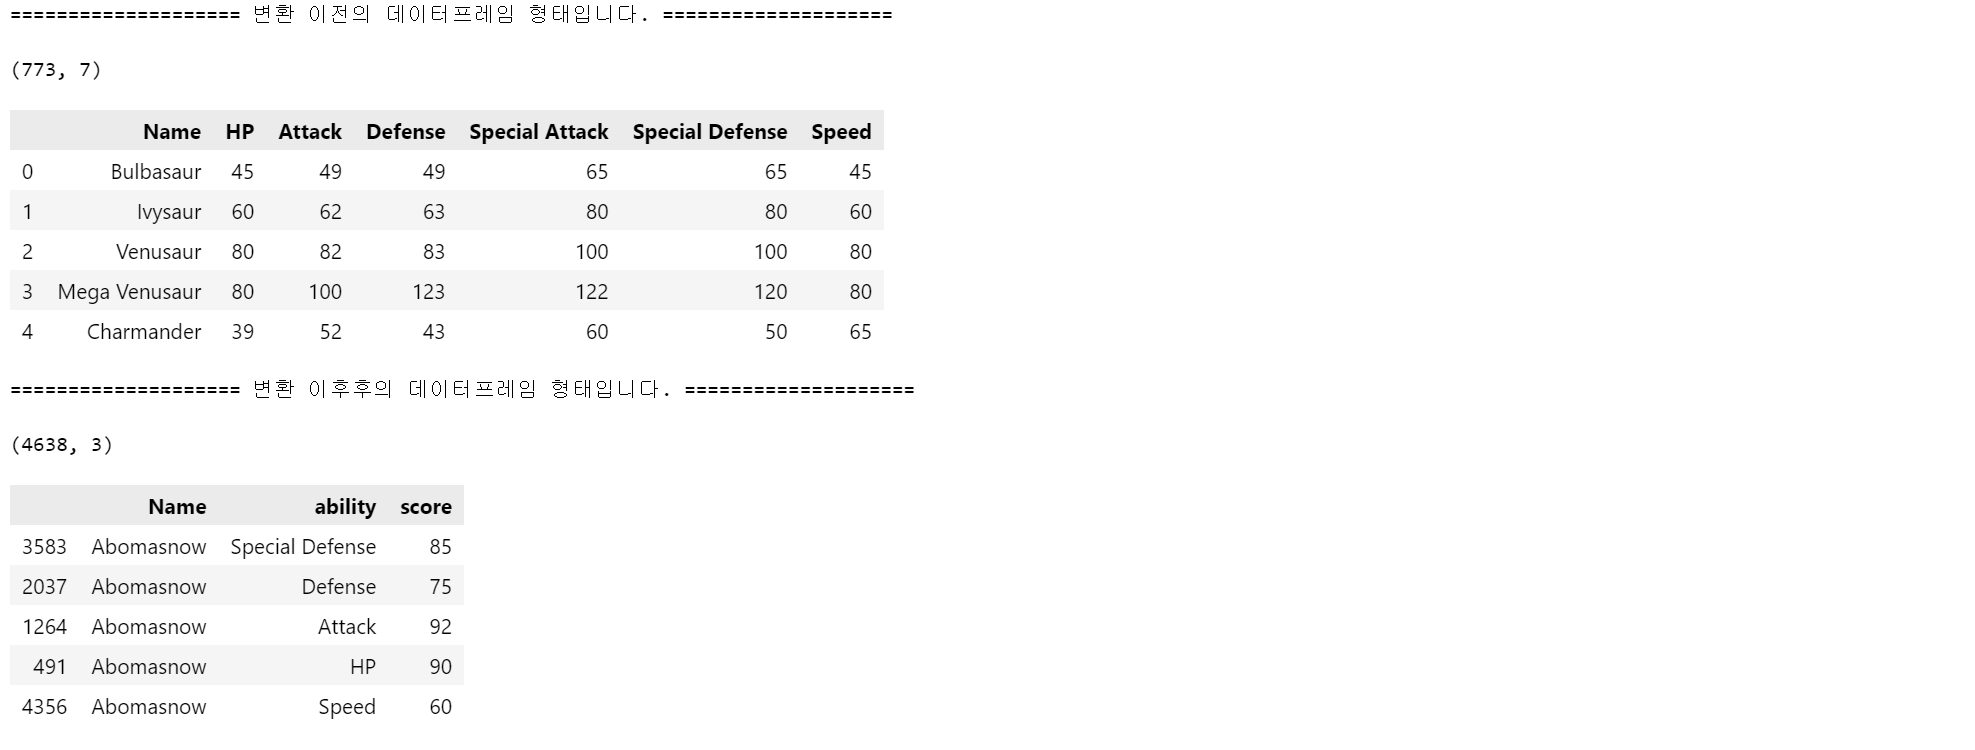 ==================== 변환 이전의 데이터프레임 형태입니다. ====================
(773, 7)
Name HP Attack Defense Special Attack Special Defense Speed
0 Bulbasaur 45 49 49 65 65 45
1 Ivysaur 60 62 63 80 80 60
2 Venusaur 80 82 83 100 100 80
3 Mega Venusaur 80 100 123 122 120 80
4 Charmander 39 52 43 60 50 65
==================== 변환 이후후의 데이터프레임 형태입니다. ====================
(4638, 3)
Name ability score
3583 Abomasnow Special Defense 85
2037 Abomasnow Defense 75
1264 Abomasnow Attack 92
491 Abomasnow HP 90
4356 Abomasnow Speed 60